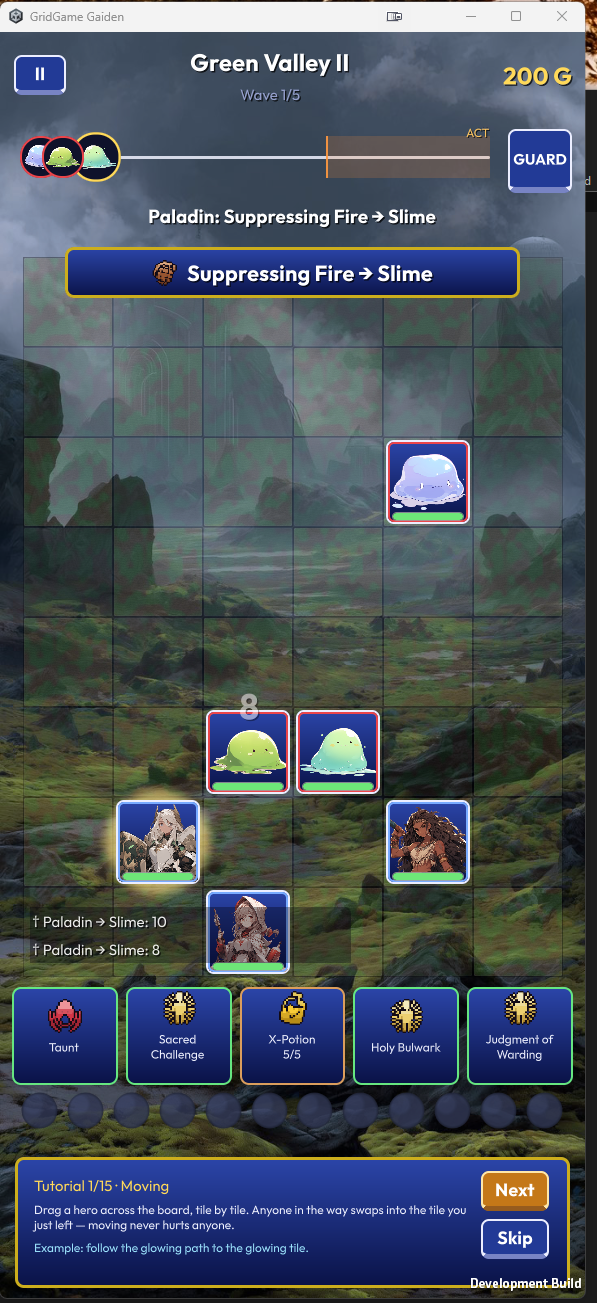 GridGame Gaiden
Green Valley II
Wave 1/5
200 G
ACT
GUARD
Paladin: Suppressing Fire → Slime
Suppressing Fire → Slime
8
† Paladin → Slime: 10
† Paladin → Slime: 8
Taunt
Sacred
Challenge
X-Potion
5/5
Holy Bulwark
Judgment of
Warding
Tutorial 1/15 · Moving
Drag a hero across the board, tile by tile. Anyone in the way swaps into the tile you
just left — moving never hurts anyone.
Example: follow the glowing path to the glowing tile.
Next
Skip
Development Build